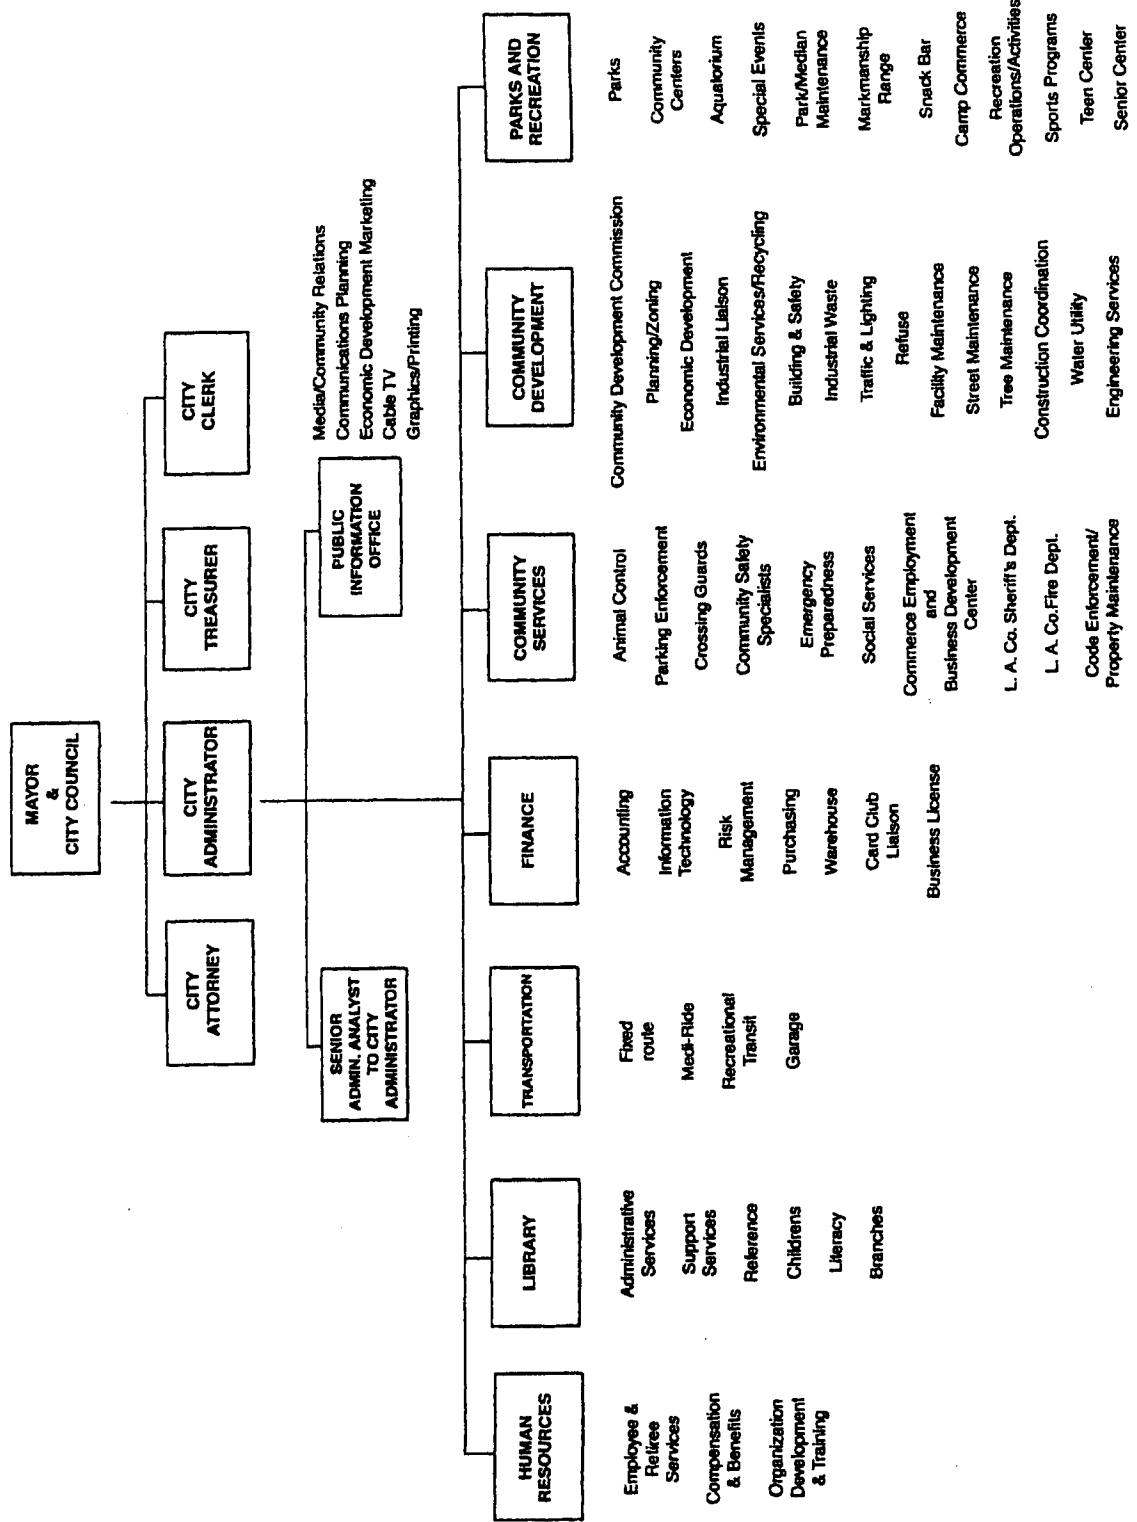 MAYOR
&
CITY COUNCIL
CITY
ATTORNEY
CITY
ADMINISTRATOR
CITY
TREASURER
CITY
CLERK
SENIOR
ADMIN. ANALYST
TO CITY
ADMINISTRATOR
PUBLIC
INFORMATION
OFFICE
Media/Community Relations
Communications Planning
Economic Development Marketing
Cable TV
Graphics/Printing
HUMAN
RESOURCES
Employee &
Retiree
Services
Compensation
& Benefits
Organization
Development
& Training
LIBRARY
Administrative
Services
Support
Services
Reference
Childrens
Literacy
Branches
TRANSPORTATION
Fixed
route
Medi-Ride
Recreational
Transit
Garage
FINANCE
Accounting
Information
Technology
Risk
Management
Purchasing
Warehouse
Card Club
Liaison
Business License
COMMUNITY
SERVICES
Animal Control
Parking Enforcement
Crossing Guards
Community Safety
Specialists
Emergency
Preparedness
Social Services
Commerce Employment
and
Business Development
Center
L. A. Co. Sheriff's Dept.
L. A. Co.Fire Dept.
Code Enforcement/
Property Maintenance
COMMUNITY
DEVELOPMENT
Community Development Commission
Planning/Zoning
Economic Development
Industrial Liaison
Environmental Services/Recycling
Building & Safety
Industrial Waste
Traffic & Lighting
Refuse
Facility Maintenance
Street Maintenance
Tree Maintenance
Construction Coordination
Water Utility
Engineering Services
PARKS AND
RECREATION
Parks
Community
Centers
Aquatorium
Special Events
Park/Median
Maintenance
Markmanship
Range
Snack Bar
Camp Commerce
Recreation
Operations/Activities
Sports Programs
Teen Center
Senior Center